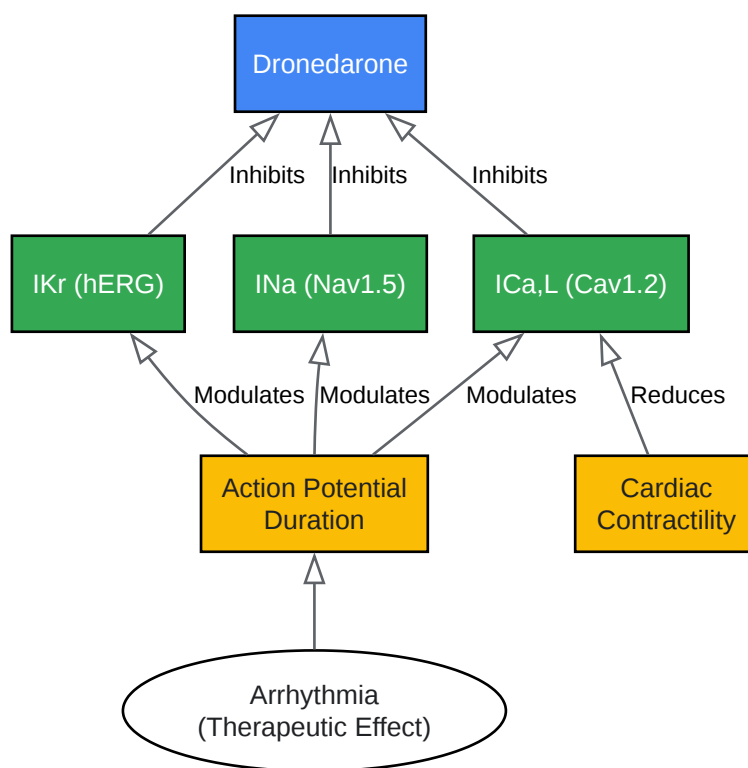 Dronedarone
Inhibits
Inhibits
Inhibits
IKr (hERG)
INa (Nav1.5)
ICa,L (Cav1.2)
Modulates
Modulates
Modulates
Reduces
Action Potential
Duration
Cardiac
Contractility
Arrhythmia
(Therapeutic Effect)